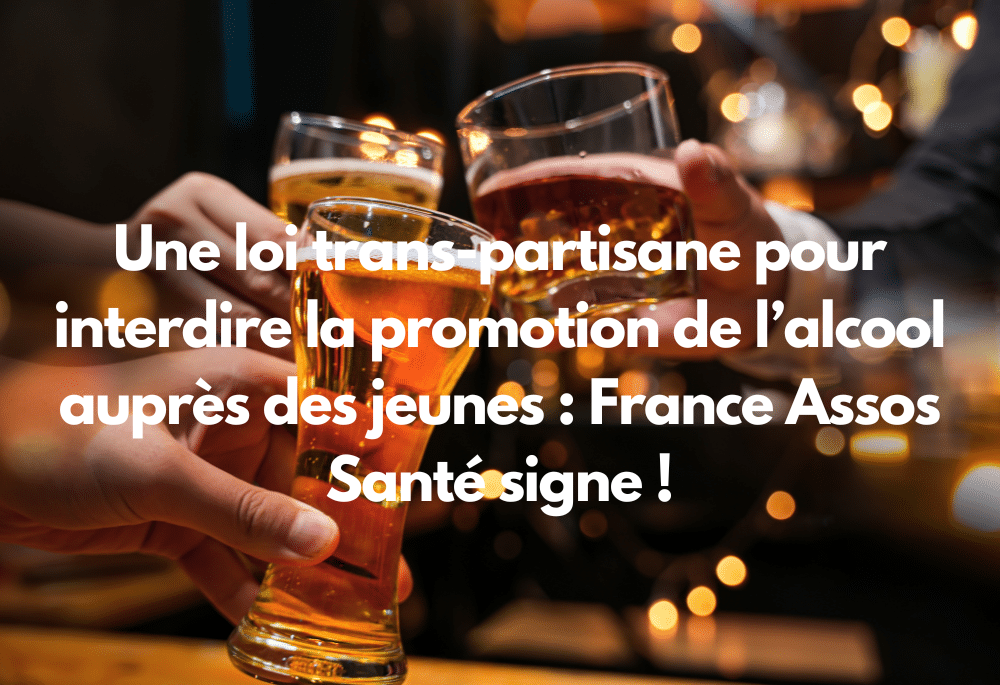 Une loi trans-partisane pour
interdire la promotion de l’alcool
auprès des jeunes : France Assos
Santé signe !